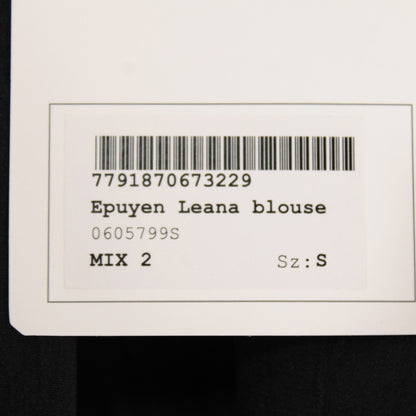 7791870673229
Epuyen Leana blouse
0605799S
MIX 2 Sz:S